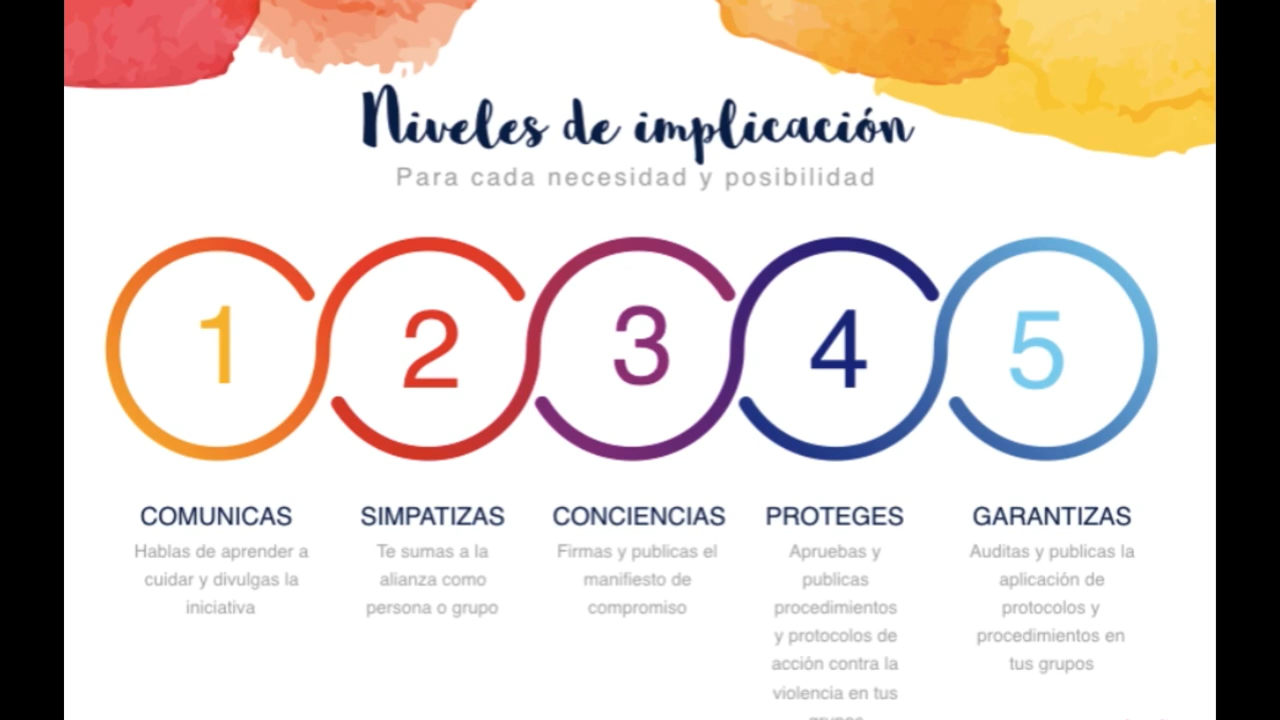 Niveles de implicación
Para cada necesidad y posibilidad
1
2
3
4
5
COMUNICAS
Hablas de aprender a
cuidar y divulgas la
iniciativa
SIMPATIZAS
Te sumas a la
alianza como
persona o grupo
CONCIENCIAS
Firmas y publicas el
manifiesto de
compromiso
PROTEGES
Apruebas y
publicas
procedimientos
y protocolos de
acción contra la
violencia en tus
GARANTIZAS
Auditas y publicas la
aplicación de
protocolos y
procedimientos en
tus grupos